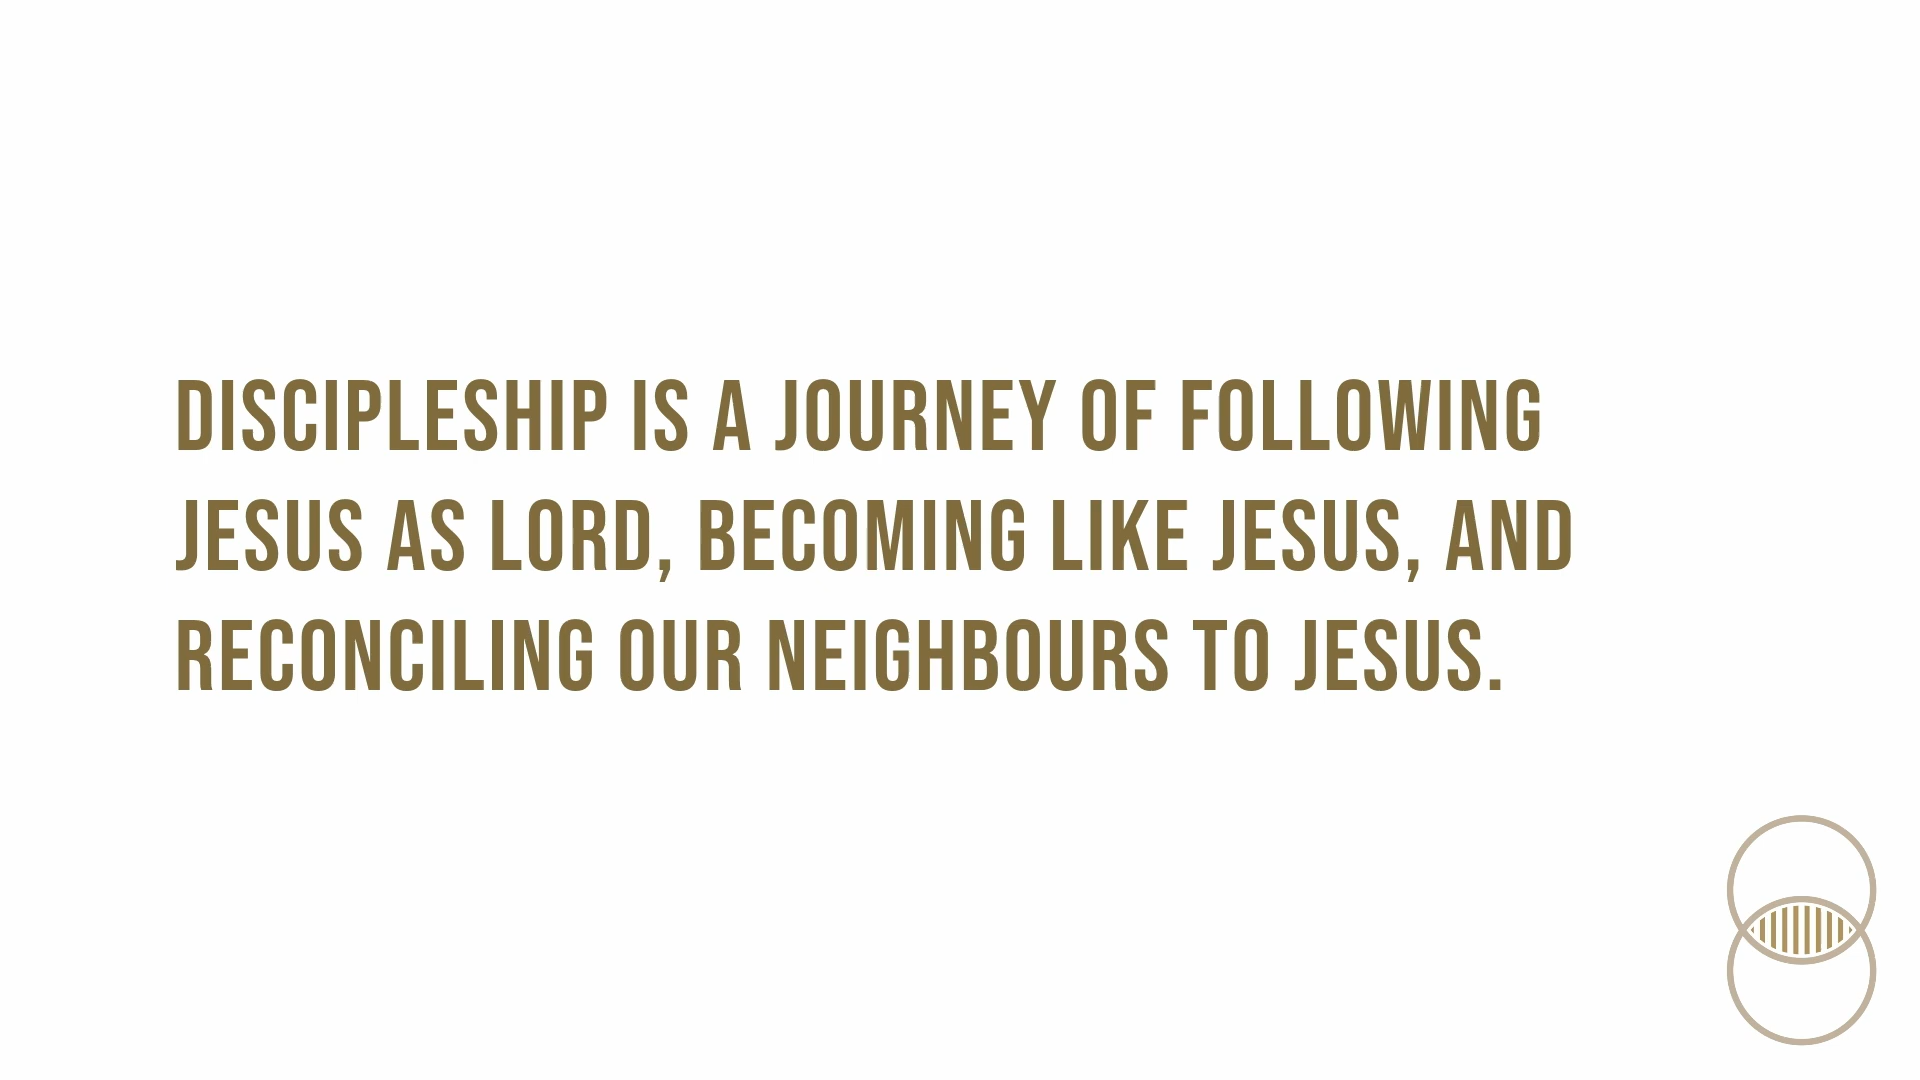 DISCIPLESHIP IS A JOURNEY OF FOLLOWING
JESUS AS LORD, BECOMING LIKE JESUS, AND
RECONCILING OUR NEIGHBOURS TO JESUS.